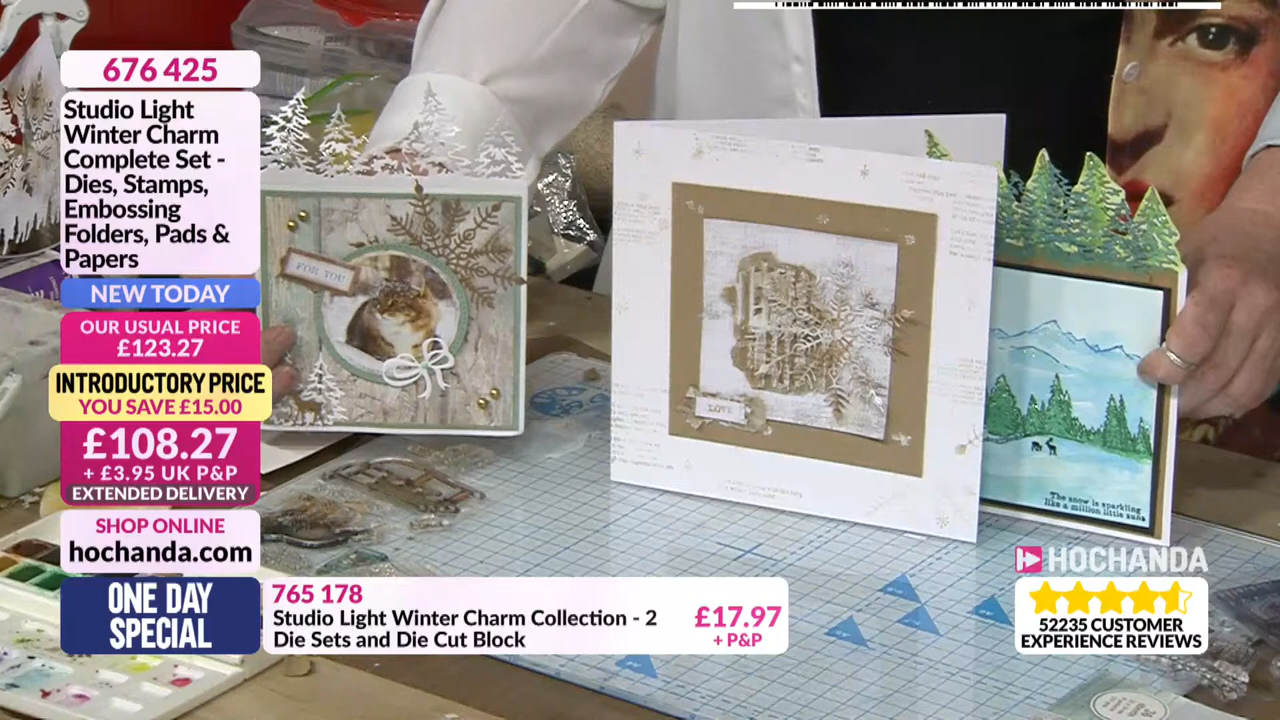 676 425
Studio Light
Winter Charm
Complete Set -
Dies, Stamps,
Embossing
Folders, Pads &
Papers
NEW TODAY
OUR USUAL PRICE
£123.27
INTRODUCTORY PRICE
YOU SAVE £15.00
£108.27
+ £3.95 UK P&P
EXTENDED DELIVERY
SHOP ONLINE
hochanda.com
ONE DAY
SPECIAL
765 178
Studio Light Winter Charm Collection - 2
Die Sets and Die Cut Block
£17.97
+ P&P
HOCHANDA
52235 CUSTOMER
EXPERIENCE REVIEWS
FOR YOU
LOVE
The snow is sparkling
like a million little suns